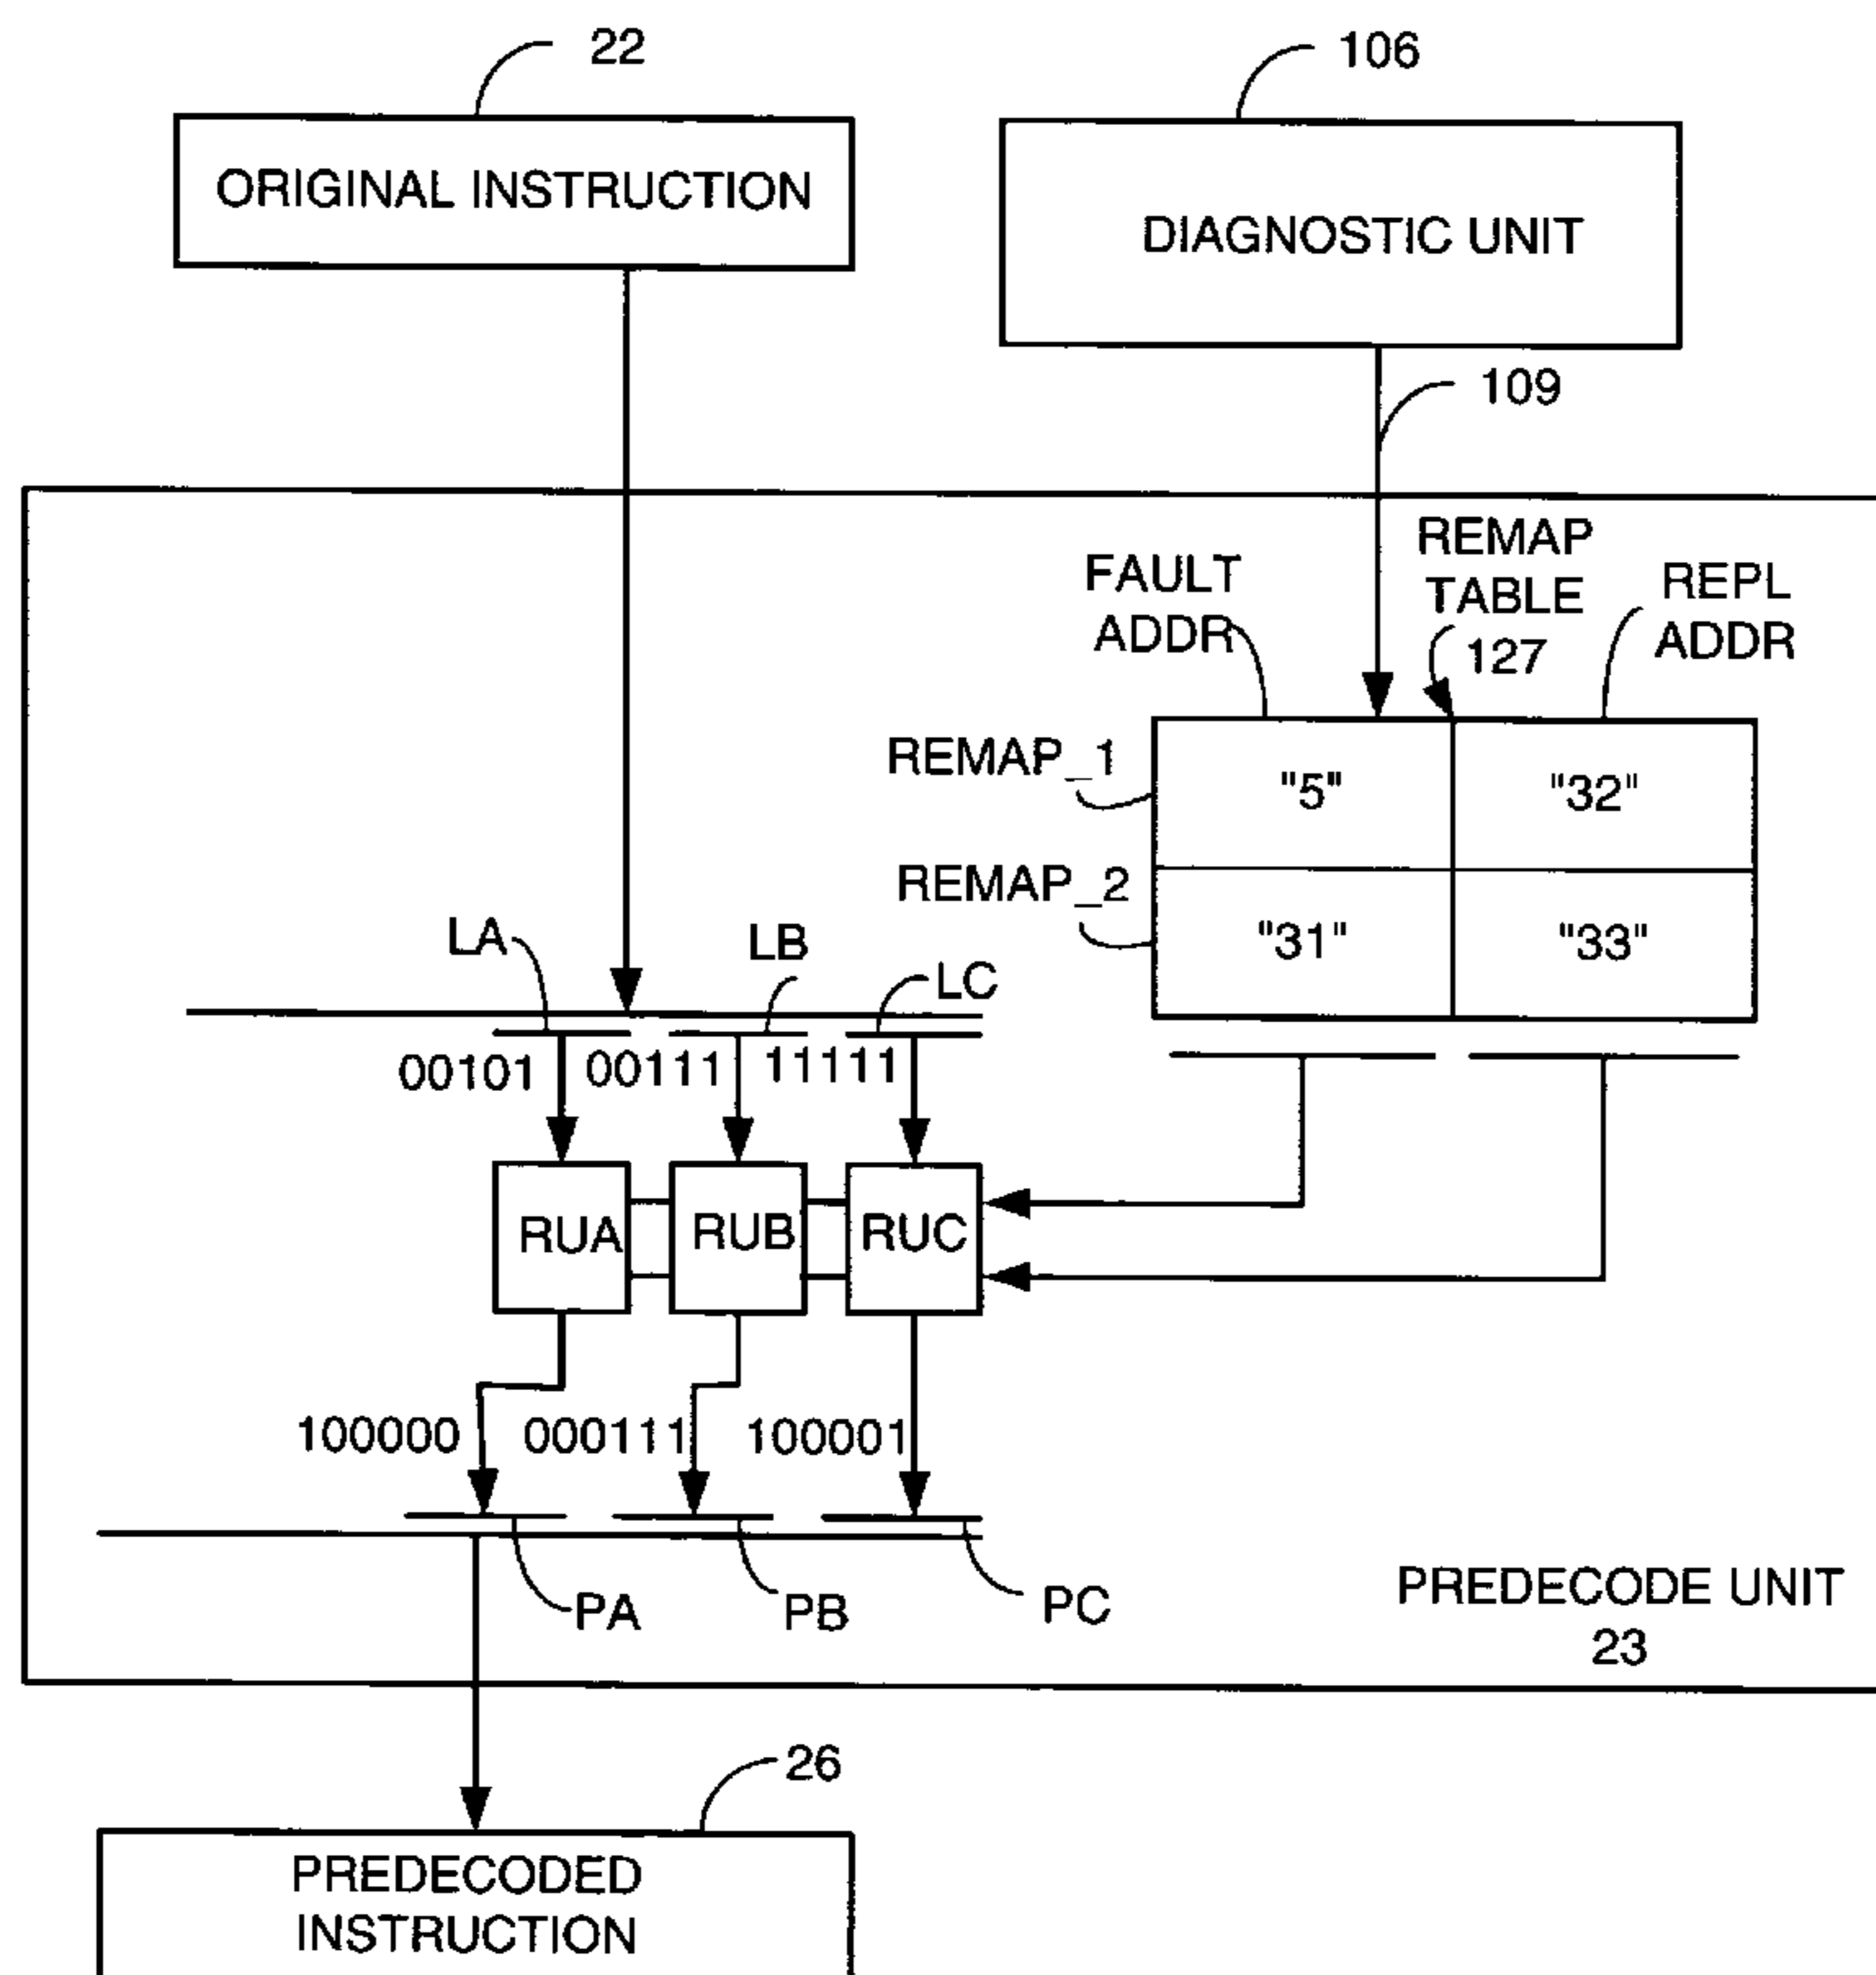 22
106
ORIGINAL INSTRUCTION
DIAGNOSTIC UNIT
109
FAULT
ADDR
REMAP
TABLE
127
REPL
ADDR
REMAP_1
"5"
"32"
REMAP_2
"31"
"33"
LA
LB
LC
00101
00111
11111
RUA
RUB
RUC
100000
000111
100001
PA
PB
PC
PREDECODE UNIT
23
26
PREDECODED
INSTRUCTION